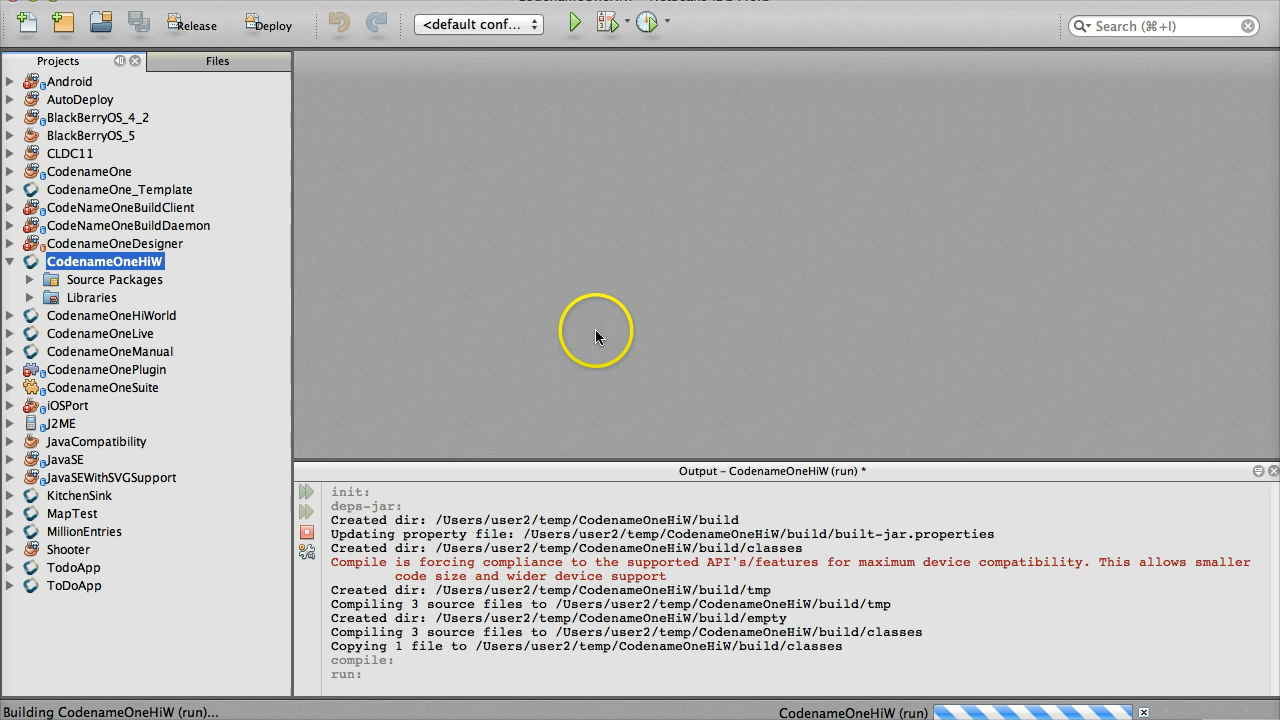 Release
Deploy
<default conf...
Search (⌘+I)
Projects
Files
Android
AutoDeploy
BlackBerryOS_4_2
BlackBerryOS_5
CLDC11
CodenameOne
CodenameOne_Template
CodeNameOneBuildClient
CodeNameOneBuildDaemon
CodenameOneDesigner
CodenameOneHiW
Source Packages
Libraries
CodenameOneHiWorld
CodenameOneLive
CodenameOneManual
CodenameOnePlugin
CodenameOneSuite
iOSPort
J2ME
JavaCompatibility
JavaSE
JavaSEWithSVGSupport
KitchenSink
MapTest
MillionEntries
Shooter
TodoApp
ToDoApp
Output - CodenameOneHiW (run) *
init:
deps-jar:
Created dir: /Users/user2/temp/CodenameOneHiW/build
Updating property file: /Users/user2/temp/CodenameOneHiW/build/built-jar.properties
Created dir: /Users/user2/temp/CodenameOneHiW/build/classes
Compile is forcing compliance to the supported API's/features for maximum device compatibility. This allows smaller
code size and wider device support
Created dir: /Users/user2/temp/CodenameOneHiW/build/tmp
Compiling 3 source files to /Users/user2/temp/CodenameOneHiW/build/tmp
Created dir: /Users/user2/temp/CodenameOneHiW/build/empty
Compiling 3 source files to /Users/user2/temp/CodenameOneHiW/build/classes
Copying 1 file to /Users/user2/temp/CodenameOneHiW/build/classes
compile:
run:
Building CodenameOneHiW (run)...
CodenameOneHiW (run)